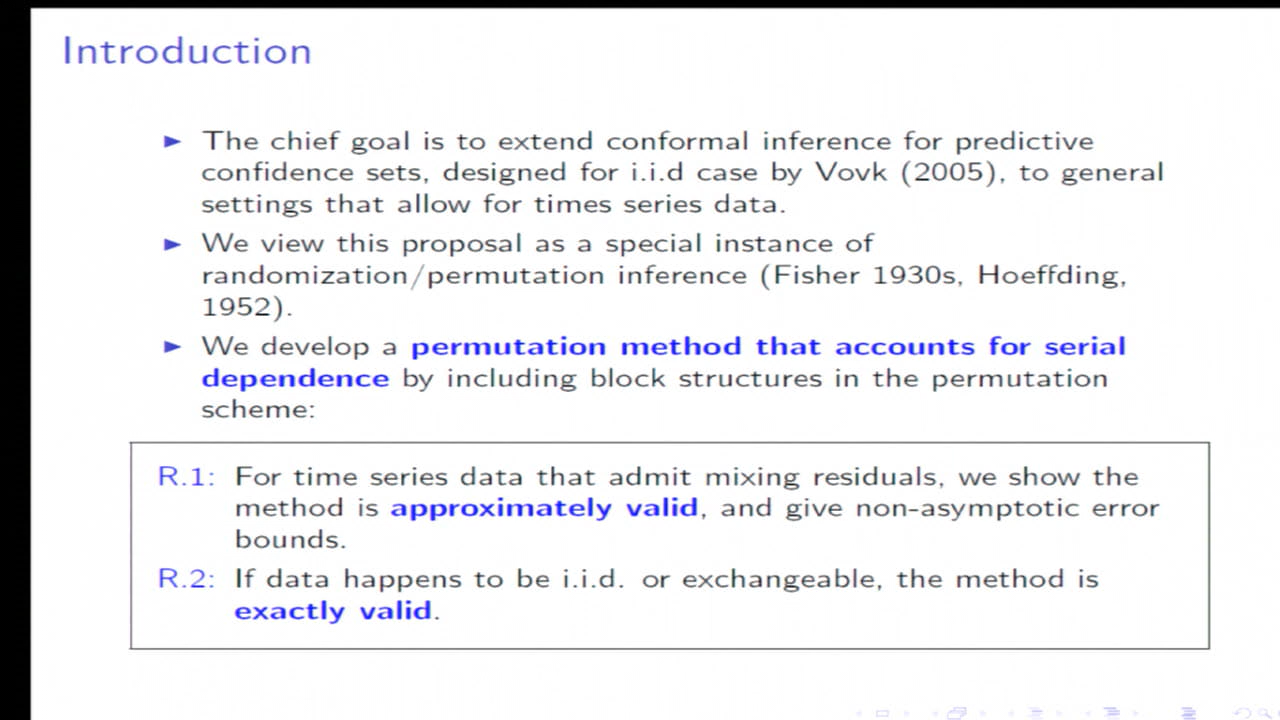 Introduction
► The chief goal is to extend conformal inference for predictive
confidence sets, designed for i.i.d case by Vovk (2005), to general
settings that allow for times series data.
► We view this proposal as a special instance of
randomization/permutation inference (Fisher 1930s, Hoeffding,
1952).
► We develop a permutation method that accounts for serial
dependence by including block structures in the permutation
scheme:
R.1: For time series data that admit mixing residuals, we show the
method is approximately valid, and give non-asymptotic error
bounds.
R.2: If data happens to be i.i.d. or exchangeable, the method is
exactly valid.